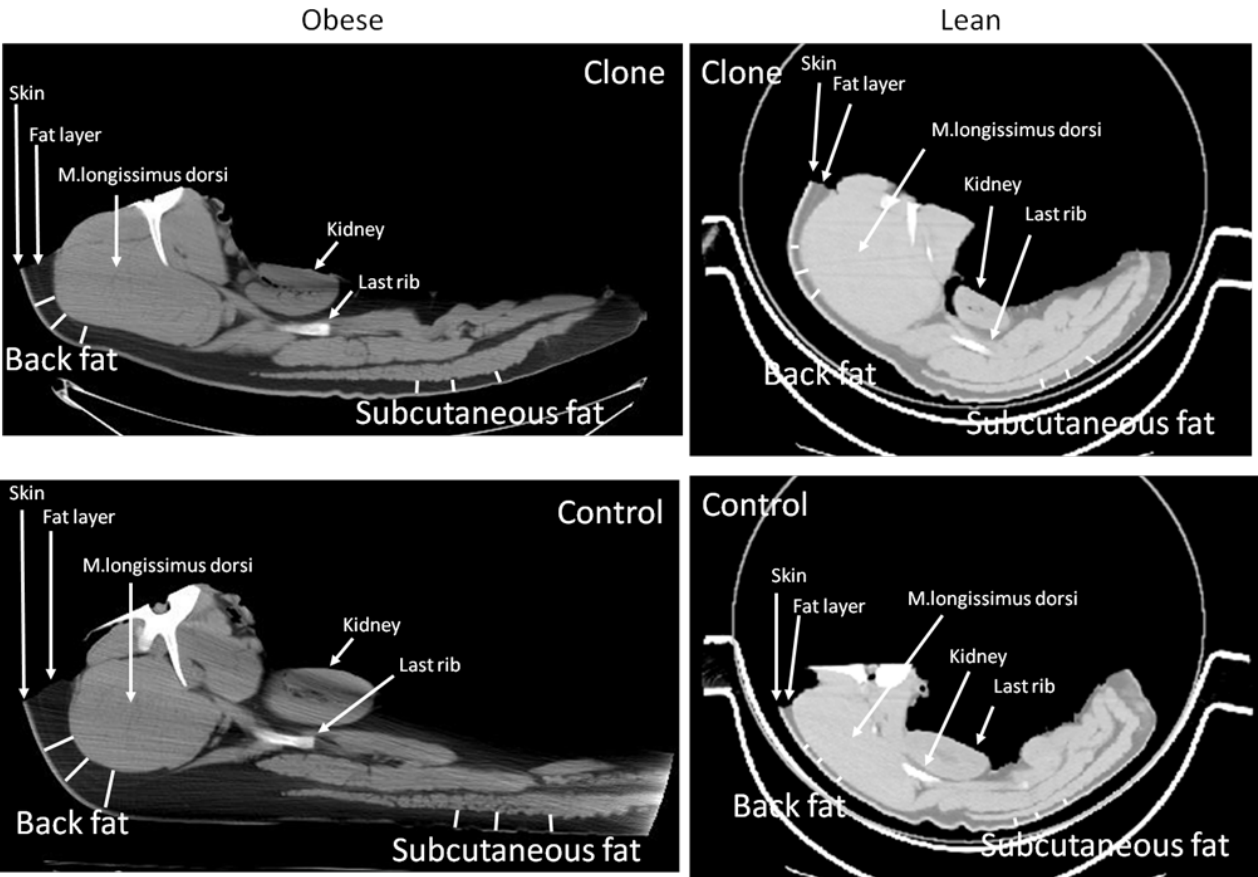 Obese
Lean
Clone
Skin
Fat layer
M.longissimus dorsi
Kidney
Last rib
Back fat
Subcutaneous fat
Clone
Skin
Fat layer
M.longissimus dorsi
Kidney
Last rib
Back fat
Subcutaneous fat
Control
Skin
Fat layer
M.longissimus dorsi
Kidney
Last rib
Back fat
Subcutaneous fat
Control
Skin
Fat layer
M.longissimus dorsi
Kidney
Last rib
Back fat
Subcutaneous fat